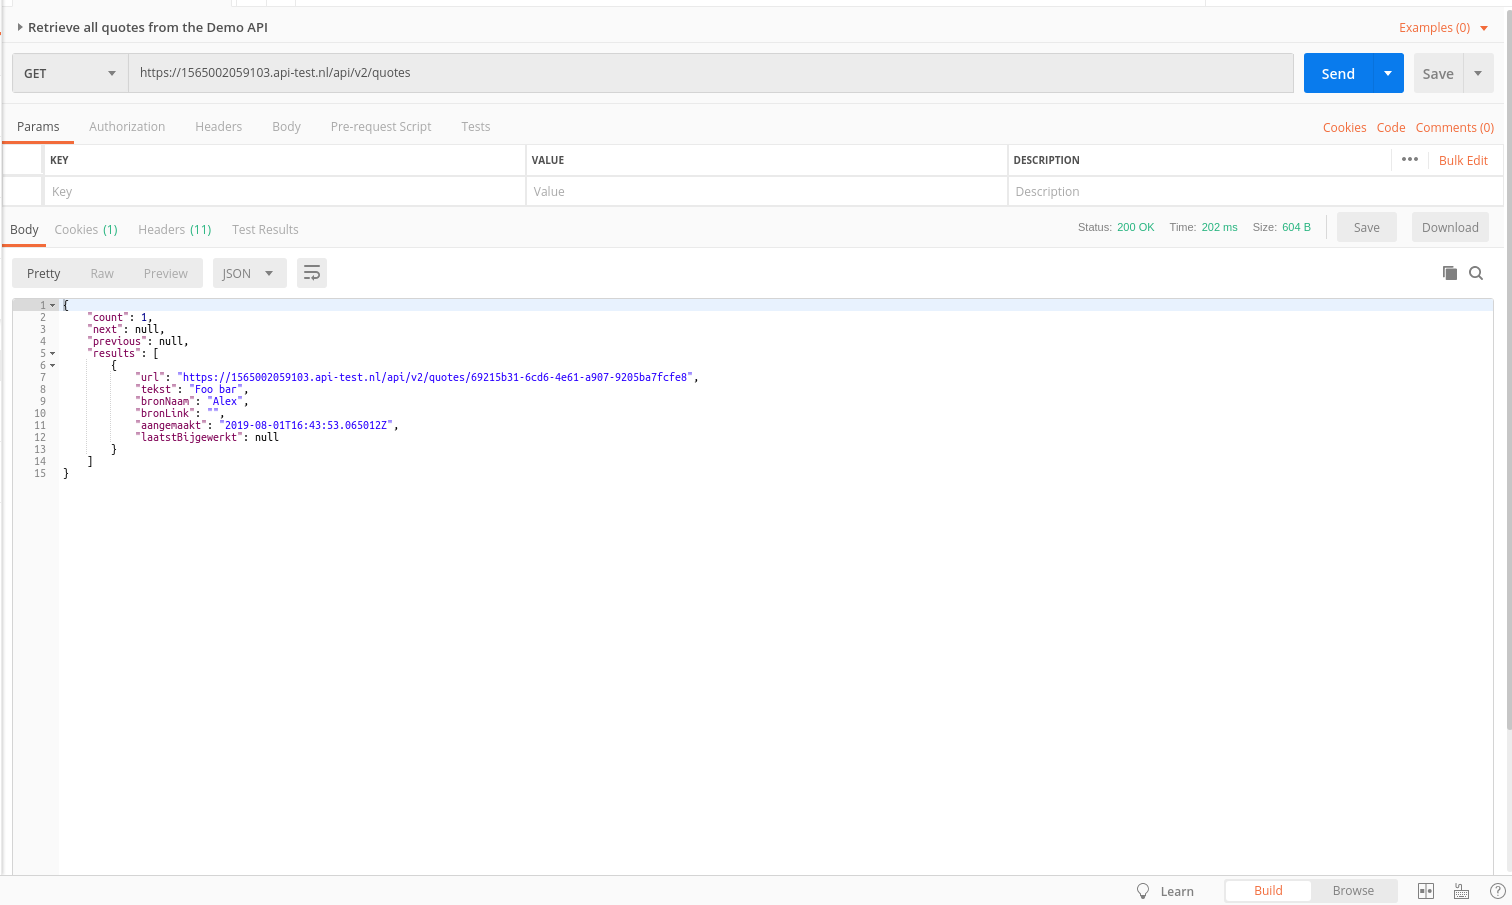 Retrieve all quotes from the Demo API
Examples (0)
GET
https://1565002059103.api-test.nl/api/v2/quotes
Send
Save
Params Authorization Headers Body Pre-request Script Tests
Cookies Code Comments (0)
KEY VALUE DESCRIPTION ••• Bulk Edit
Key Value Description
Body Cookies (1) Headers (11) Test Results
Status: 200 OK Time: 202 ms Size: 604 B Save Download
Pretty Raw Preview JSON
1 {
2 "count": 1,
3 "next": null,
4 "previous": null,
5 "results": [
6 {
7 "url": "https://1565002059103.api-test.nl/api/v2/quotes/69215b31-6cd6-4e61-a907-9205ba7fcfe8",
8 "tekst": "Foo bar",
9 "bronNaam": "Alex",
10 "bronLink": "",
11 "aangemaakt": "2019-08-01T16:43:53.065012Z",
12 "laatstBijgewerkt": null
13 }
14 ]
15 }
Learn Build Browse ?